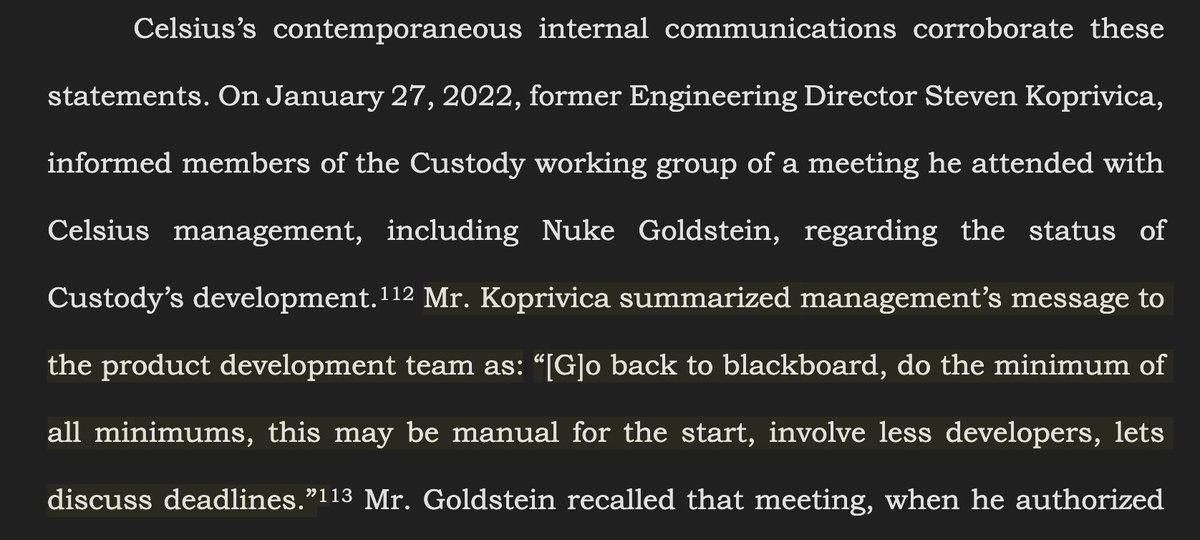 Celsius’s contemporaneous internal communications corroborate these
statements. On January 27, 2022, former Engineering Director Steven Koprivica,
informed members of the Custody working group of a meeting he attended with
Celsius management, including Nuke Goldstein, regarding the status of
Custody’s development.¹¹² Mr. Koprivica summarized management’s message to
the product development team as: “[G]o back to blackboard, do the minimum of
all minimums, this may be manual for the start, involve less developers, lets
discuss deadlines.”¹¹³ Mr. Goldstein recalled that meeting, when he authorized